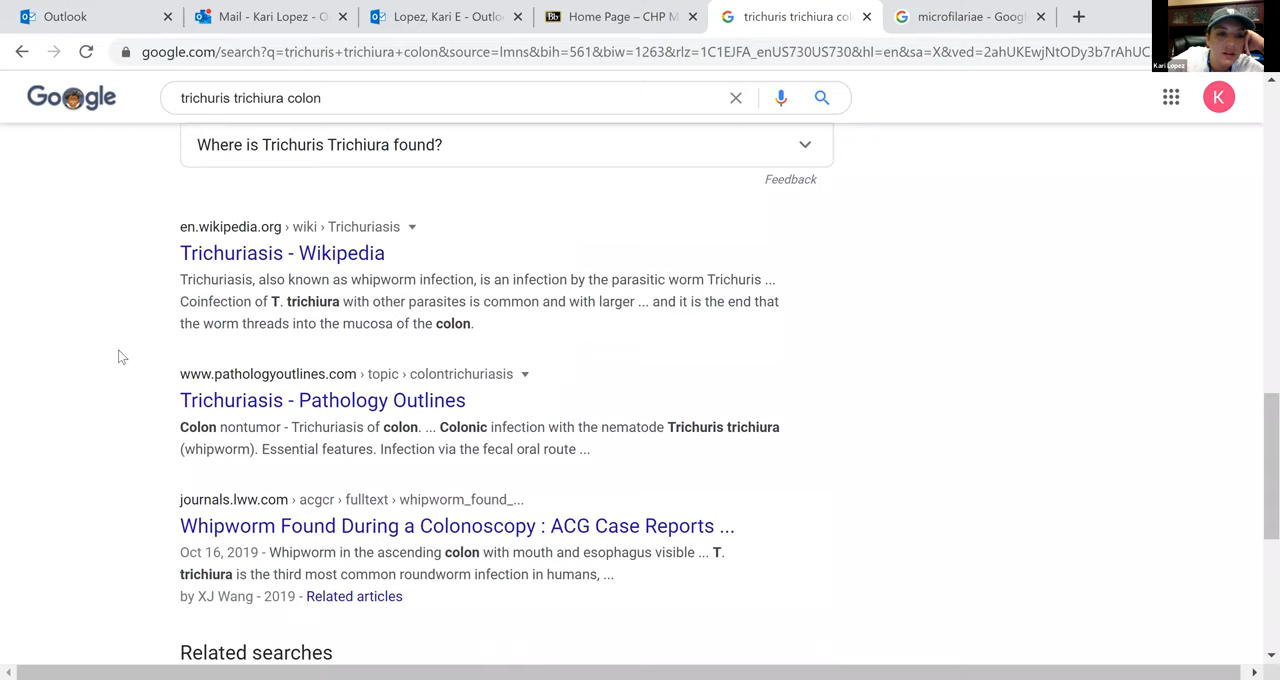 Outlook
Mail - Kari Lopez - O
Lopez, Kari E - Outlo
Bb
Home Page – CHP M
trichuris trichiura co
microfilariae - Goog
google.com/search?q=trichuris+trichiura+colon&source=lmns&bih=561&biw=1263&rlz=1C1EJFA_enUS730US730&hl=en&sa=X&ved=2ahUKEwjNtODy3b7rAhUC
Kari Lopez
Google
trichuris trichiura colon
K
Where is Trichuris Trichiura found?
Feedback
en.wikipedia.org › wiki › Trichuriasis
Trichuriasis - Wikipedia
Trichuriasis, also known as whipworm infection, is an infection by the parasitic worm Trichuris ...
Coinfection of T. trichiura with other parasites is common and with larger ... and it is the end that
the worm threads into the mucosa of the colon.
www.pathologyoutlines.com › topic › colontrichuriasis
Trichuriasis - Pathology Outlines
Colon nontumor - Trichuriasis of colon. ... Colonic infection with the nematode Trichuris trichiura
(whipworm). Essential features. Infection via the fecal oral route ...
journals.lww.com › acgcr › fulltext › whipworm_found_...
Whipworm Found During a Colonoscopy : ACG Case Reports ...
Oct 16, 2019 - Whipworm in the ascending colon with mouth and esophagus visible ... T.
trichiura is the third most common roundworm infection in humans, ...
by XJ Wang - 2019 - Related articles
Related searches